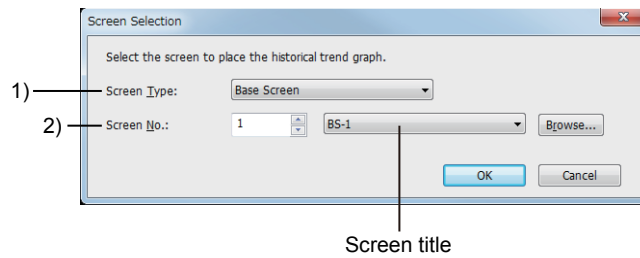 Screen Selection
Select the screen to place the historical trend graph.
1) Screen Type: Base Screen
2) Screen No.: 1 BS-1 Browse...
OK Cancel
Screen title